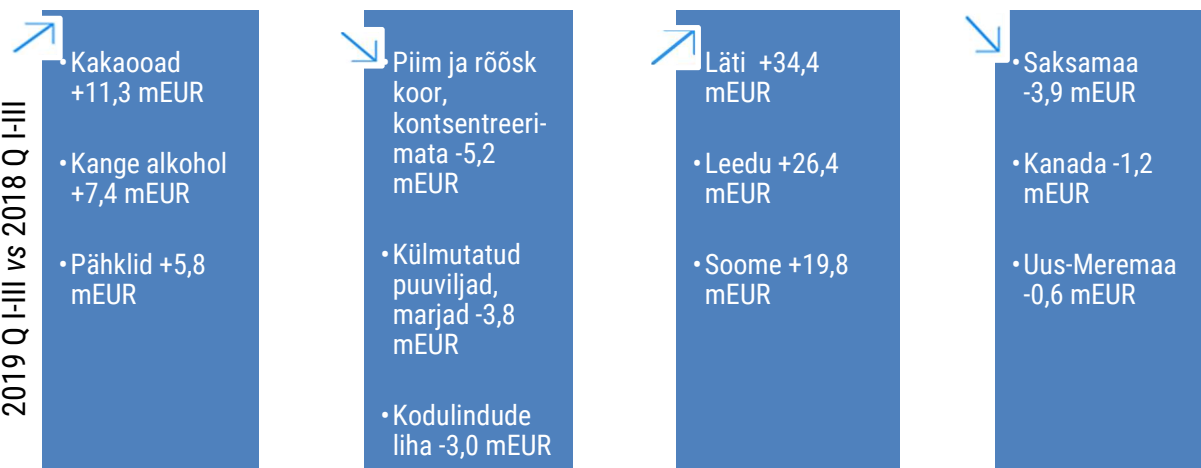 2019 Q I-III vs 2018 Q I-III
•Kakaooad
+11,3 mEUR
•Kange alkohol
+7,4 mEUR
•Pähklid +5,8
mEUR
•Piim ja rõõsk
koor,
kontsentreeri-
mata -5,2
mEUR
•Külmutatud
puuviljad,
marjad -3,8
mEUR
•Kodulindude
liha -3,0 mEUR
Läti +34,4
mEUR
•Leedu +26,4
mEUR
•Soome +19,8
mEUR
•Saksamaa
-3,9 mEUR
•Kanada -1,2
mEUR
•Uus-Meremaa
-0,6 mEUR